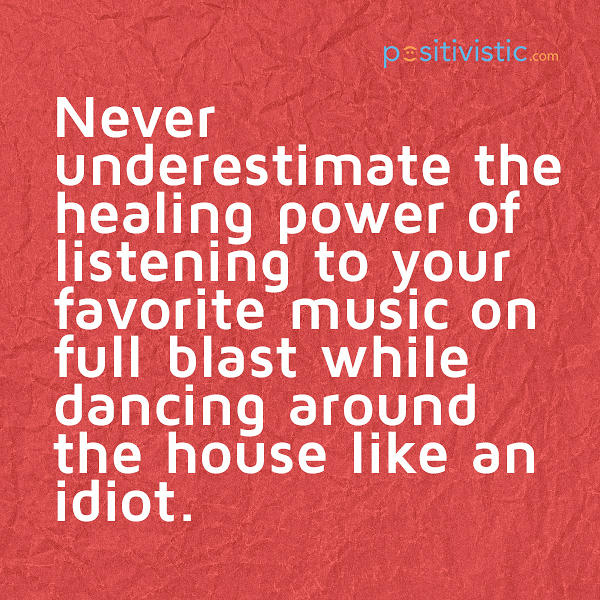 positivistic.com
Never
underestimate the
healing power of
listening to your
favorite music on
full blast while
dancing around
the house like an
idiot.